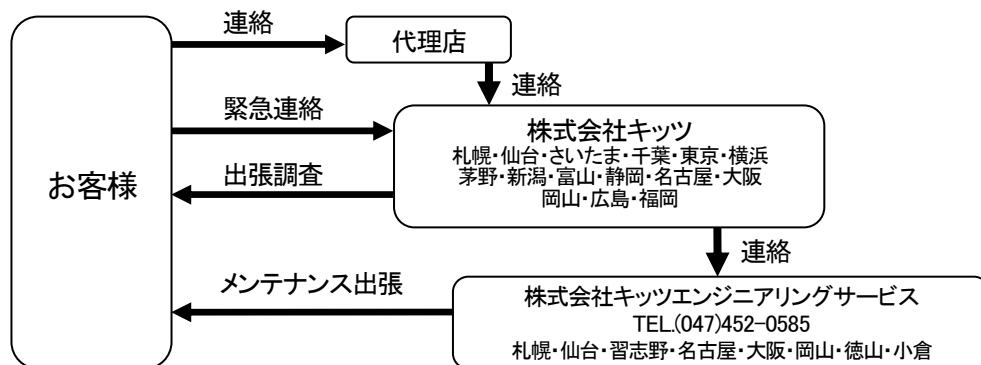 連絡
代理店
連絡
緊急連絡
株式会社キッツ
札幌・仙台・さいたま・千葉・東京・横浜
茅野・新潟・富山・静岡・名古屋・大阪
岡山・広島・福岡
お客様
出張調査
連絡
メンテナンス出張
株式会社キッツエンジニアリングサービス
TEL.(047)452-0585
札幌・仙台・習志野・名古屋・大阪・岡山・徳山・小倉